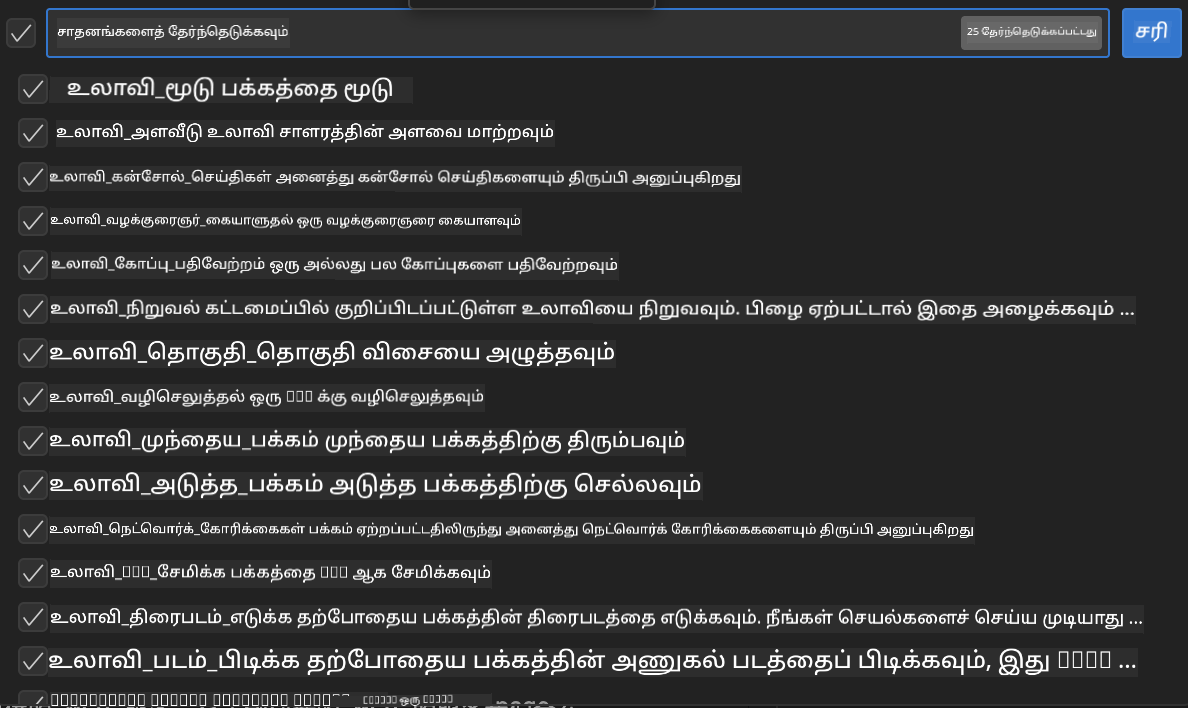 சாதனங்களைத் தேர்ந்தெடுக்கவும் 25 தேர்ந்தெடுக்கப்பட்டது சரி
உலாவி_மூடு பக்கத்தை மூடு
உலாவி_அளவீடு உலாவி சாளரத்தின் அளவை மாற்றவும்
உலாவி_கன்சோல்_செய்திகள் அனைத்து கன்சோல் செய்திகளையும் திருப்பி அனுப்புகிறது
உலாவி_வழக்குரைஞர்_கையாளுதல் ஒரு வழக்குரைஞரை கையாளவும்
உலாவி_கோப்பு_பதிவேற்றம் ஒரு அல்லது பல கோப்புகளை பதிவேற்றவும்
உலாவி_நிறுவல் கட்டமைப்பில் குறிப்பிடப்பட்டுள்ள உலாவியை நிறுவவும். பிழை ஏற்பட்டால் இதை அழைக்கவும் ...
உலாவி_தொகுதி_தொகுதி விசையை அழுத்தவும்
உலாவி_வழிசெலுத்தல் ஒரு க்கு வழிசெலுத்தவும்
உலாவி_முந்தைய_பக்கம் முந்தைய பக்கத்திற்கு திரும்பவும்
உலாவி_அடுத்த_பக்கம் அடுத்த பக்கத்திற்கு செல்லவும்
உலாவி_நெட்வொர்க்_கோரிக்கைகள் பக்கம் ஏற்றப்பட்டதிலிருந்து அனைத்து நெட்வொர்க் கோரிக்கைகளையும் திருப்பி அனுப்புகிறது
உலாவி_ _சேமிக்க பக்கத்தை ஆக சேமிக்கவும்
உலாவி_திரைபடம்_எடுக்க தற்போதைய பக்கத்தின் திரைபடத்தை எடுக்கவும். நீங்கள் செயல்களைச் செய்ய முடியாது ...
உலாவி_படம்_பிடிக்க தற்போதைய பக்கத்தின் அணுகல் படத்தைப் பிடிக்கவும், இது ...
ஒரு